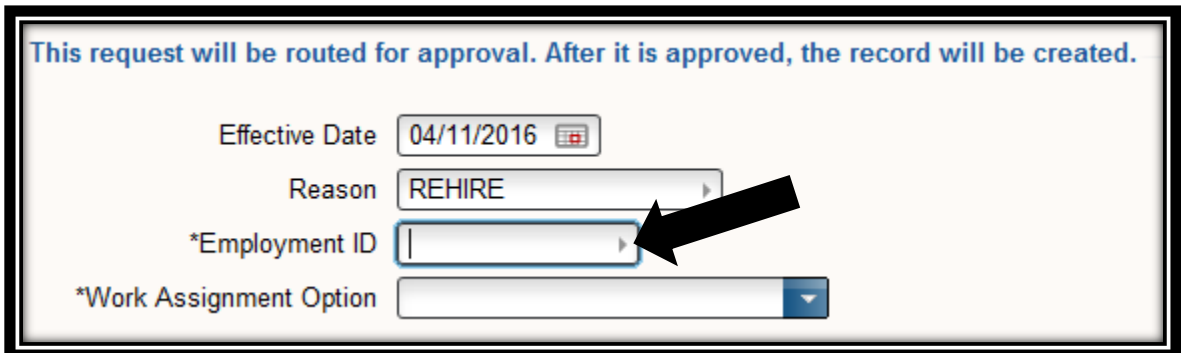 This request will be routed for approval. After it is approved, the record will be created.
Effective Date 04/11/2016
Reason REHIRE
*Employment ID
*Work Assignment Option